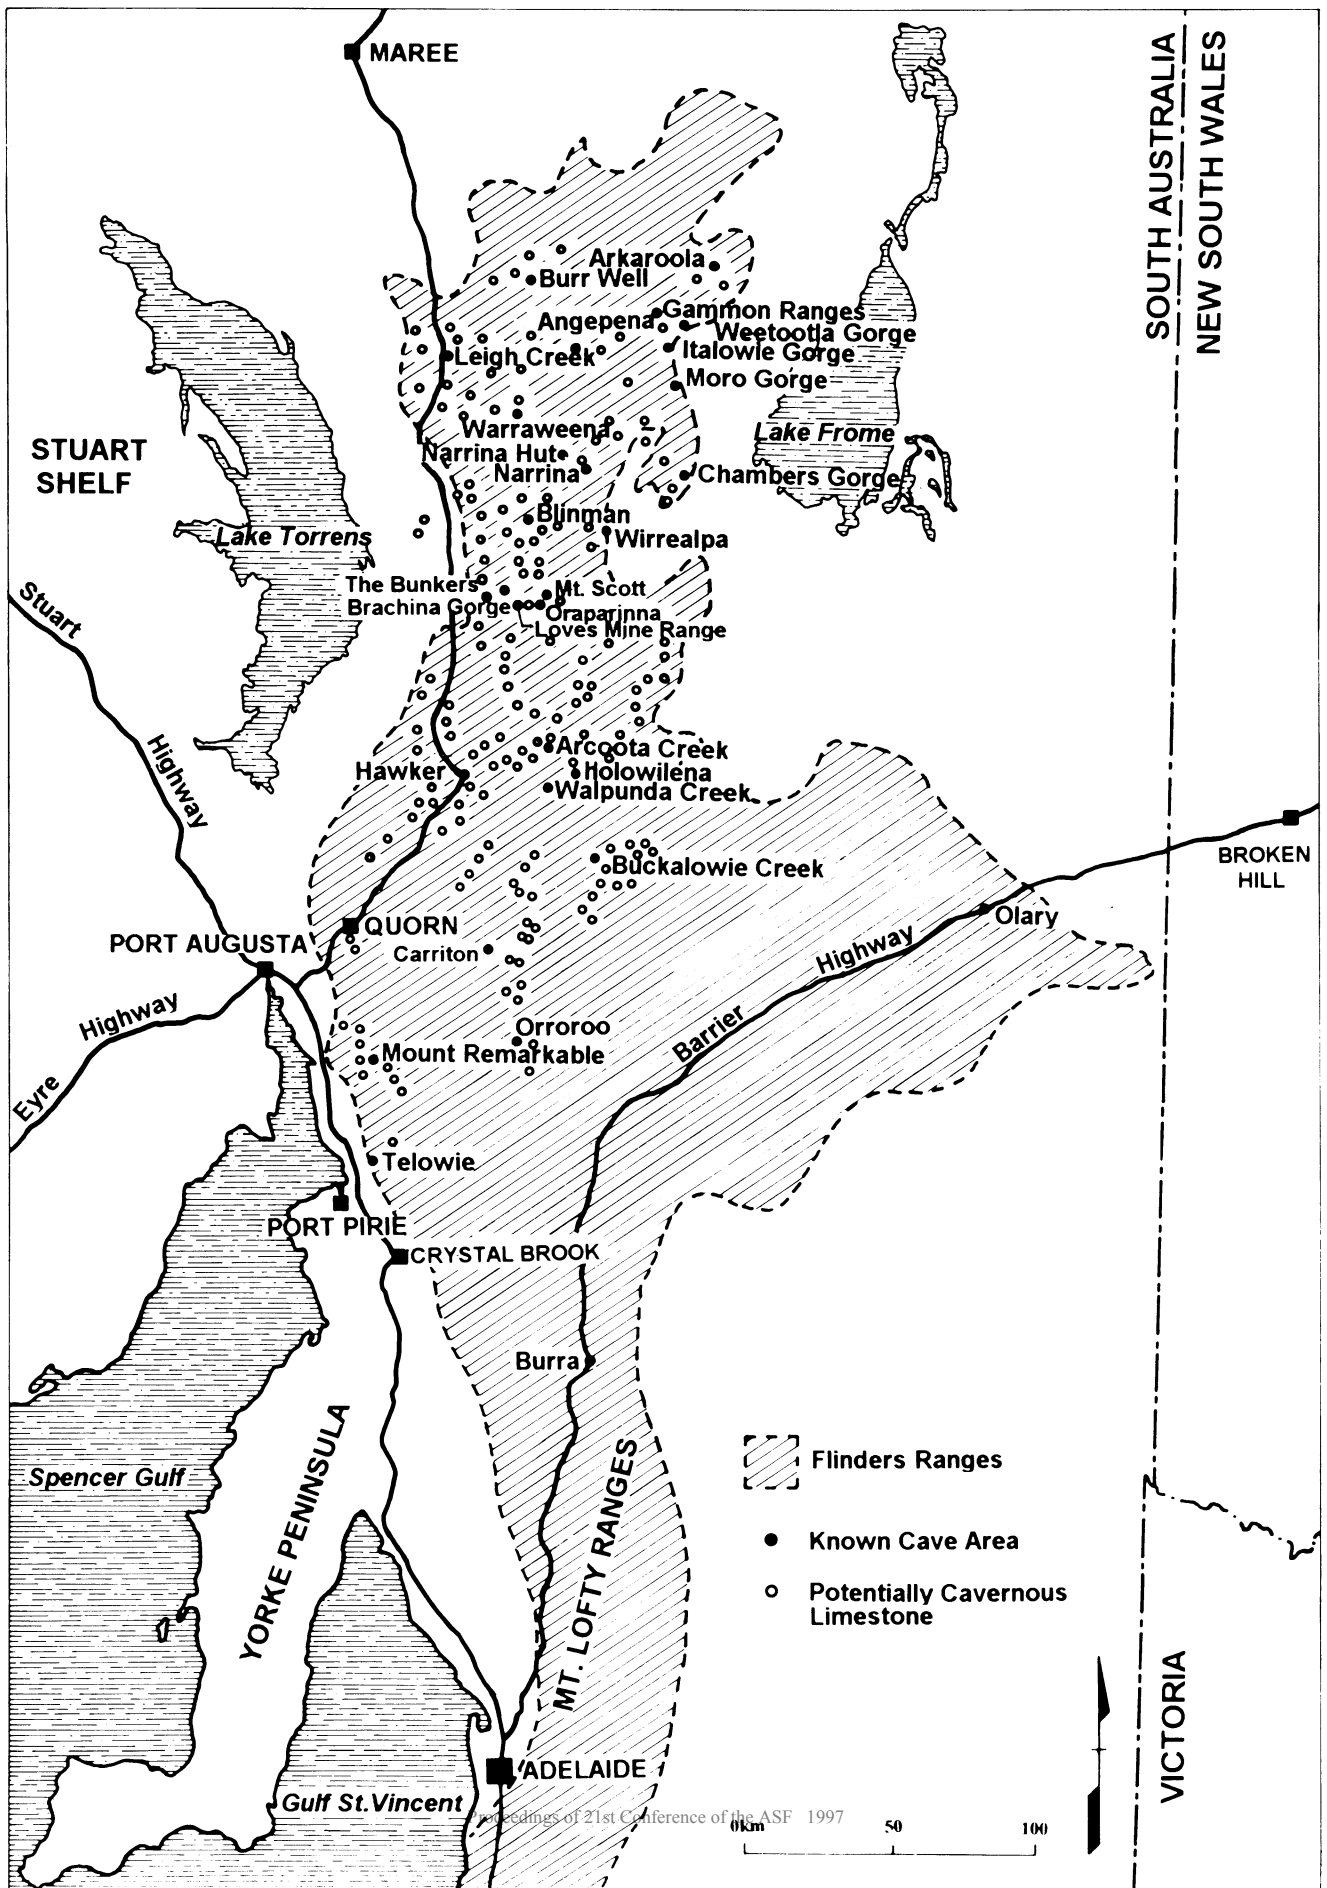 MAREE
SOUTH AUSTRALIA
NEW SOUTH WALES
Arkaroola
Burr Well
Gammon Ranges
Angepena
Weetootla Gorge
Italowie Gorge
Leigh Creek
Moro Gorge
Warraweena
Lake Frome
STUART
SHELF
Narrina Hut
Narrina
Chambers Gorge
Blinman
Lake Torrens
Wirrealpa
The Bunkers
Mt. Scott
Brachina Gorge
Oraparinna
Loves Mine Range
Stuart
Highway
Arcoota Creek
Hawker
Holowilena
Walpunda Creek
BROKEN
HILL
Buckalowie Creek
Olary
QUORN
PORT AUGUSTA
Carriton
Barrier
Highway
Eyre
Highway
Orroroo
Mount Remarkable
Telowie
PORT PIRIE
CRYSTAL BROOK
Burra
YORKE PENINSULA
MT. LOFTY RANGES
Spencer Gulf
Flinders Ranges
Known Cave Area
Potentially Cavernous
Limestone
VICTORIA
ADELAIDE
Gulf St.Vincent
Proceedings of 21st Conference of the ASF 1997
0km 50 100